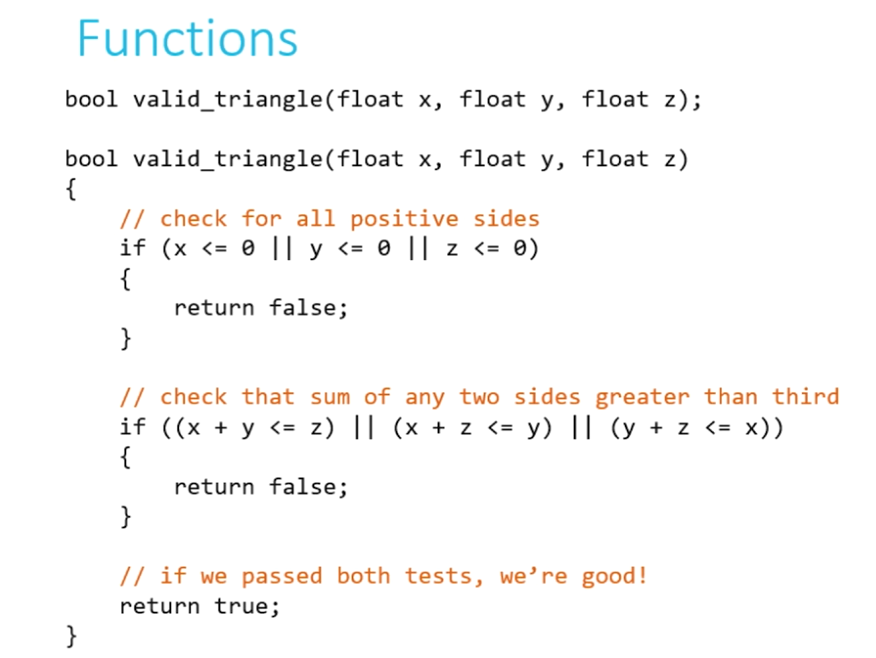 Functions
bool valid_triangle(float x, float y, float z);
bool valid_triangle(float x, float y, float z)
{
    // check for all positive sides
    if (x <= 0 || y <= 0 || z <= 0)
    {
        return false;
    }
    // check that sum of any two sides greater than third
    if ((x + y <= z) || (x + z <= y) || (y + z <= x))
    {
        return false;
    }
    // if we passed both tests, we’re good!
    return true;
}